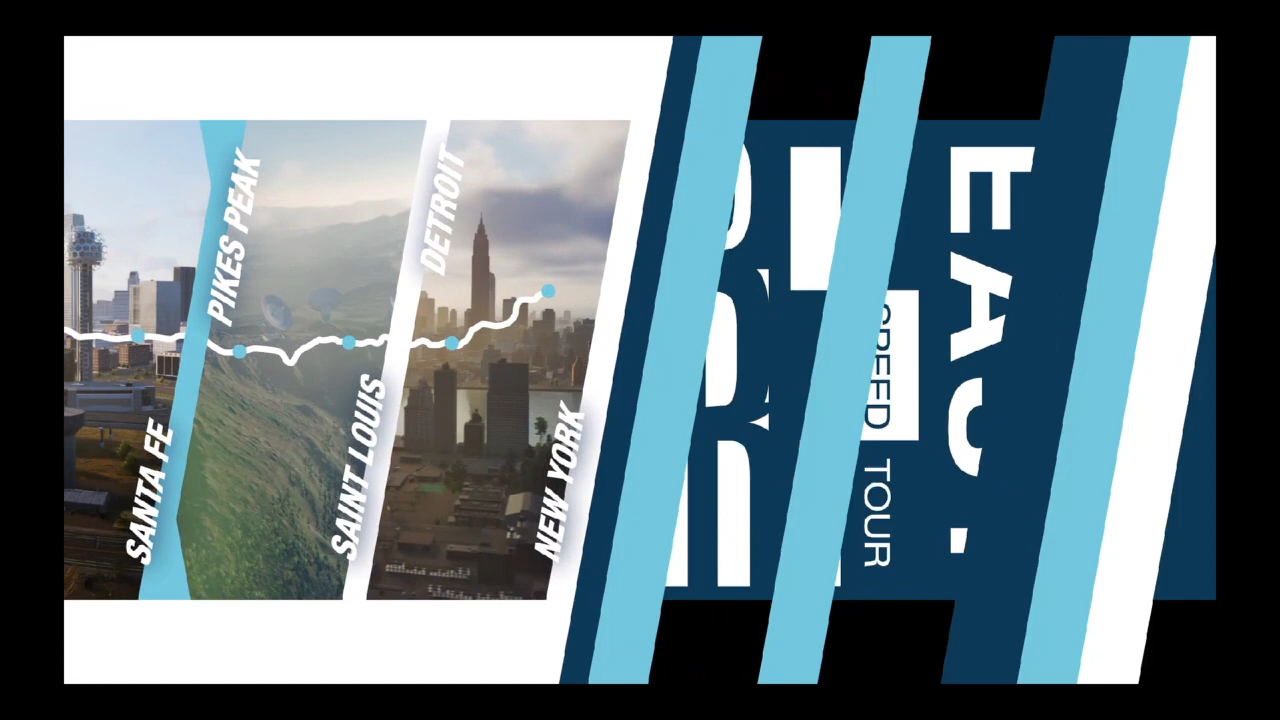 SANTA FE
PIKES PEAK
SAINT LOUIS
DETROIT
NEW YORK
SPEED TOUR